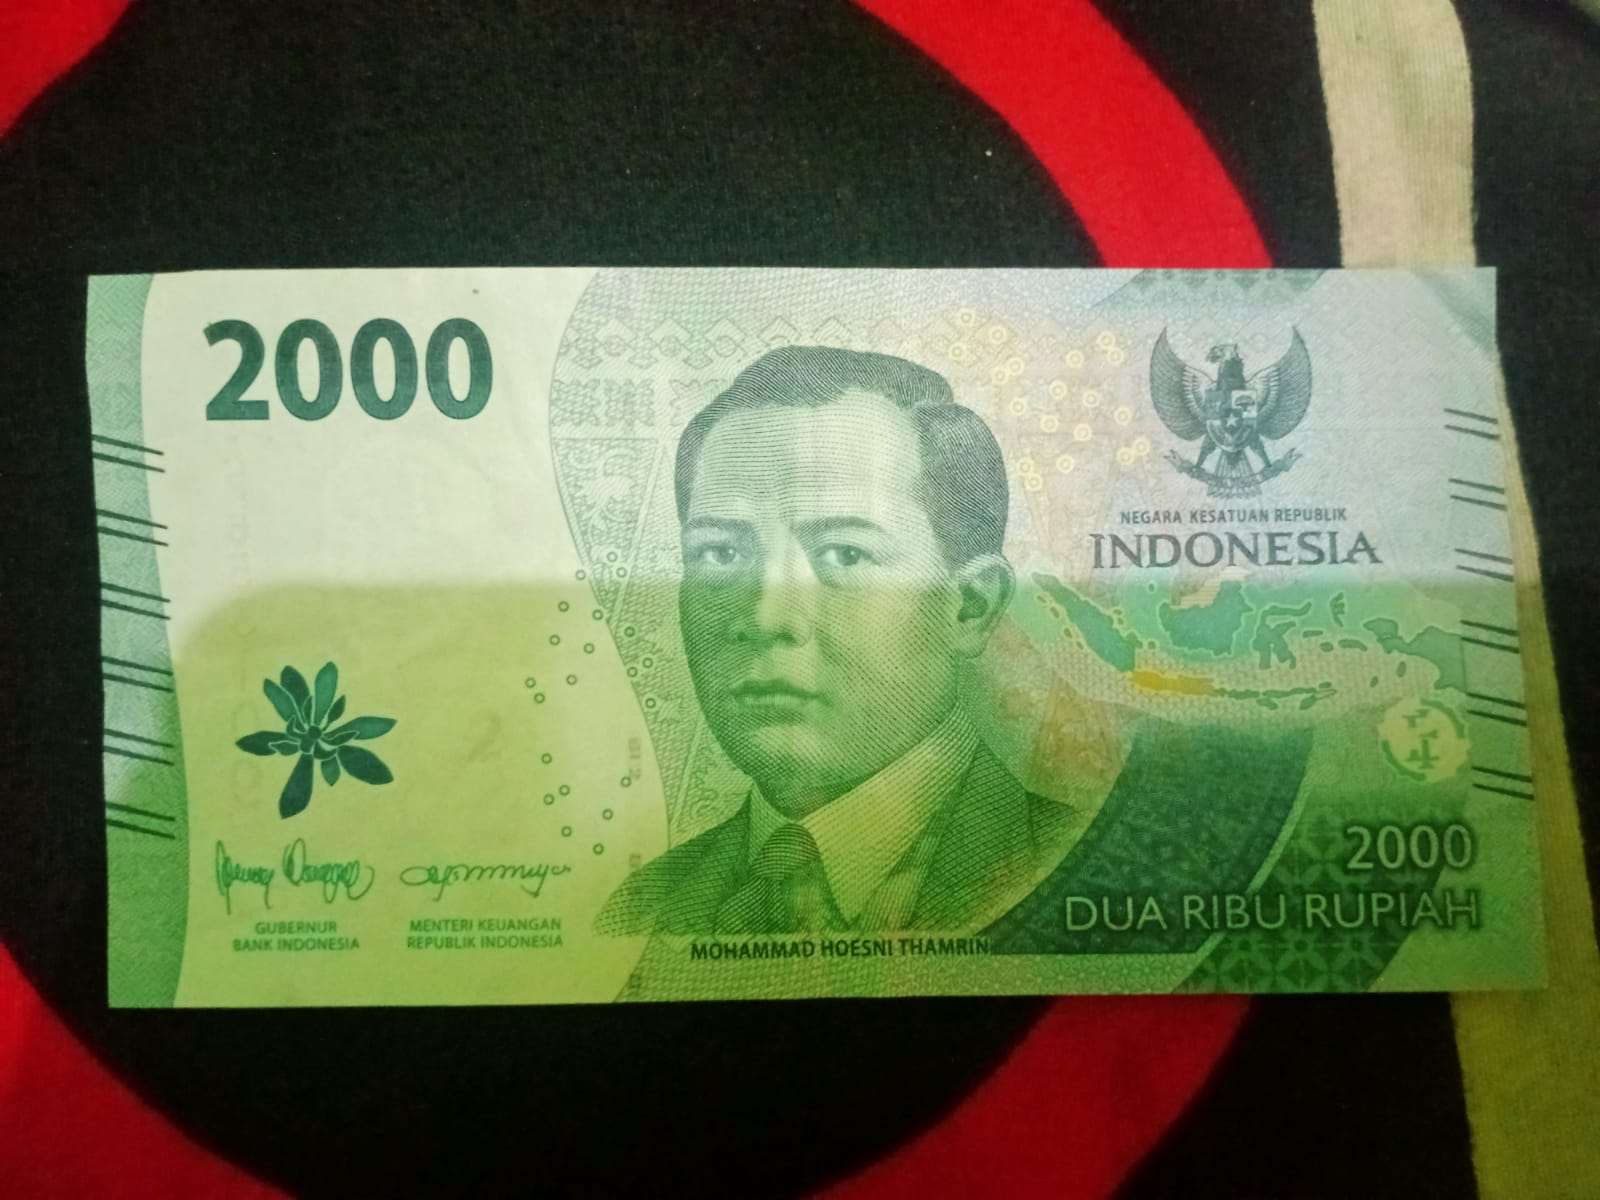 2000
NEGARA KESATUAN REPUBLIK
INDONESIA
GUBERNUR
BANK INDONESIA
MENTERI KEUANGAN
REPUBLIK INDONESIA
MOHAMMAD HOESNI THAMRIN
2000
DUA RIBU RUPIAH